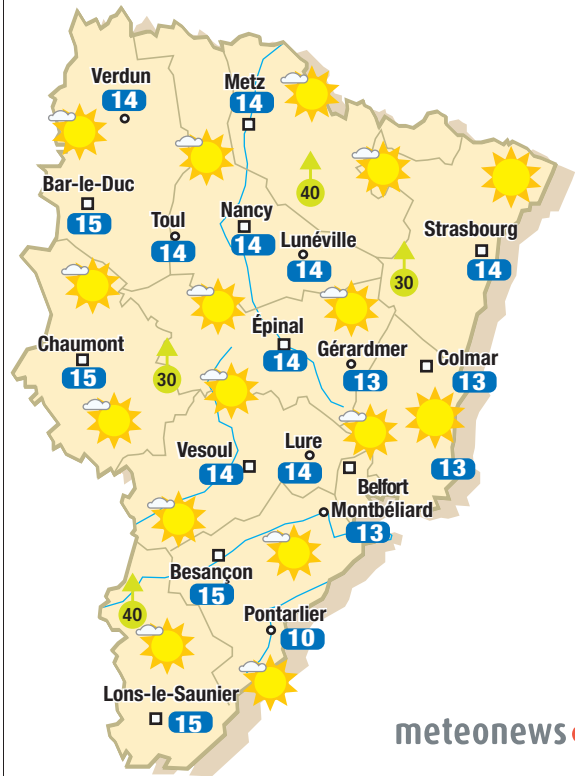 Verdun
14
Metz
14
40
Bar-le-Duc
15
Toul
14
Nancy
14
Lunéville
14
Strasbourg
14
30
Chaumont
15
30
Épinal
14
Gérardmer
13
Colmar
13
Vesoul
14
Lure
14
Belfort
13
Montbéliard
13
Besançon
15
40
Pontarlier
10
Lons-le-Saunier
15
meteonews